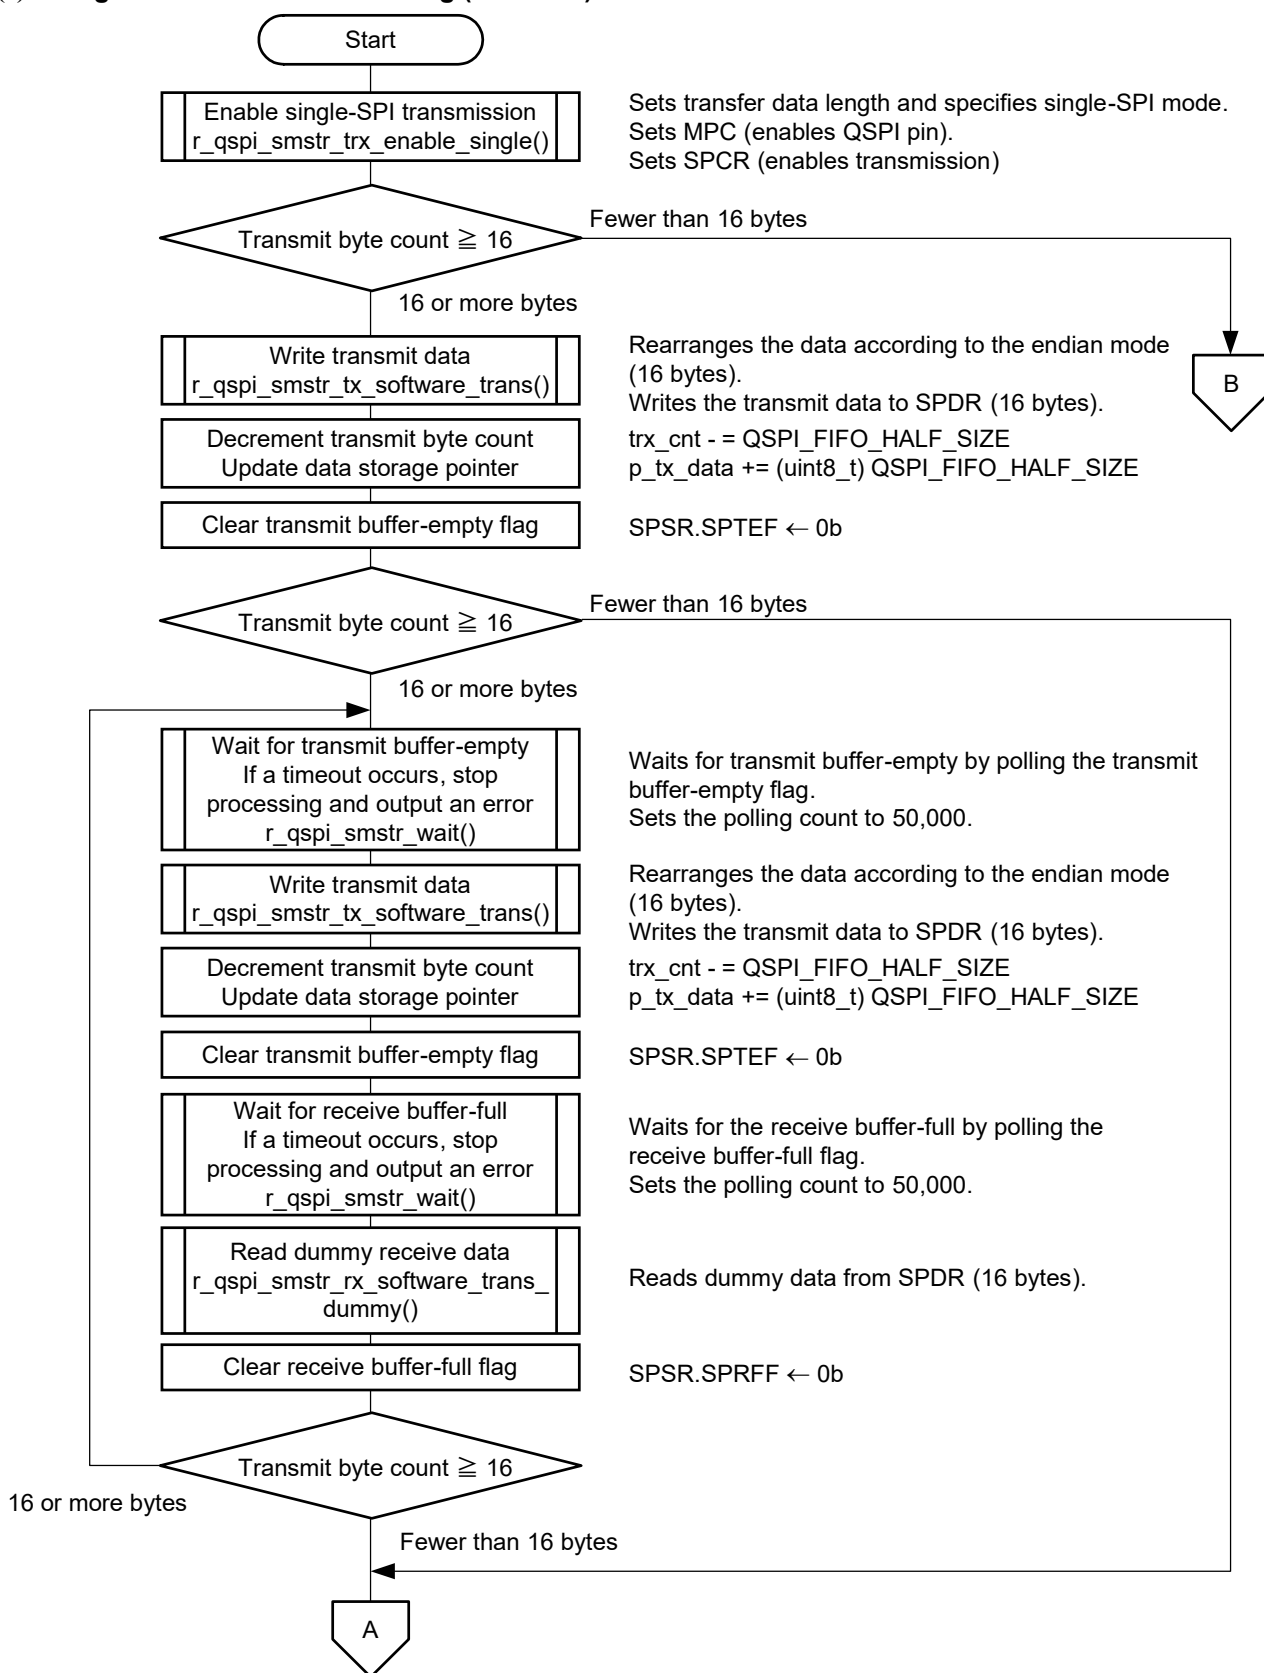 Start
Enable single-SPI transmission
r_qspi_smstr_trx_enable_single()
Sets transfer data length and specifies single-SPI mode.
Sets MPC (enables QSPI pin).
Sets SPCR (enables transmission)
Fewer than 16 bytes
Transmit byte count ≧ 16
16 or more bytes
Write transmit data
r_qspi_smstr_tx_software_trans()
Rearranges the data according to the endian mode
(16 bytes).
Writes the transmit data to SPDR (16 bytes).
B
Decrement transmit byte count
Update data storage pointer
trx_cnt - = QSPI_FIFO_HALF_SIZE
p_tx_data += (uint8_t) QSPI_FIFO_HALF_SIZE
Clear transmit buffer-empty flag
SPSR.SPTEF ← 0b
Fewer than 16 bytes
Transmit byte count ≧ 16
16 or more bytes
Wait for transmit buffer-empty
If a timeout occurs, stop
processing and output an error
r_qspi_smstr_wait()
Waits for transmit buffer-empty by polling the transmit
buffer-empty flag.
Sets the polling count to 50,000.
Write transmit data
r_qspi_smstr_tx_software_trans()
Rearranges the data according to the endian mode
(16 bytes).
Writes the transmit data to SPDR (16 bytes).
Decrement transmit byte count
Update data storage pointer
trx_cnt - = QSPI_FIFO_HALF_SIZE
p_tx_data += (uint8_t) QSPI_FIFO_HALF_SIZE
Clear transmit buffer-empty flag
SPSR.SPTEF ← 0b
Wait for receive buffer-full
If a timeout occurs, stop
processing and output an error
r_qspi_smstr_wait()
Waits for the receive buffer-full by polling the
receive buffer-full flag.
Sets the polling count to 50,000.
Read dummy receive data
r_qspi_smstr_rx_software_trans_
dummy()
Reads dummy data from SPDR (16 bytes).
Clear receive buffer-full flag
SPSR.SPRFF ← 0b
Transmit byte count ≧ 16
16 or more bytes
Fewer than 16 bytes
A